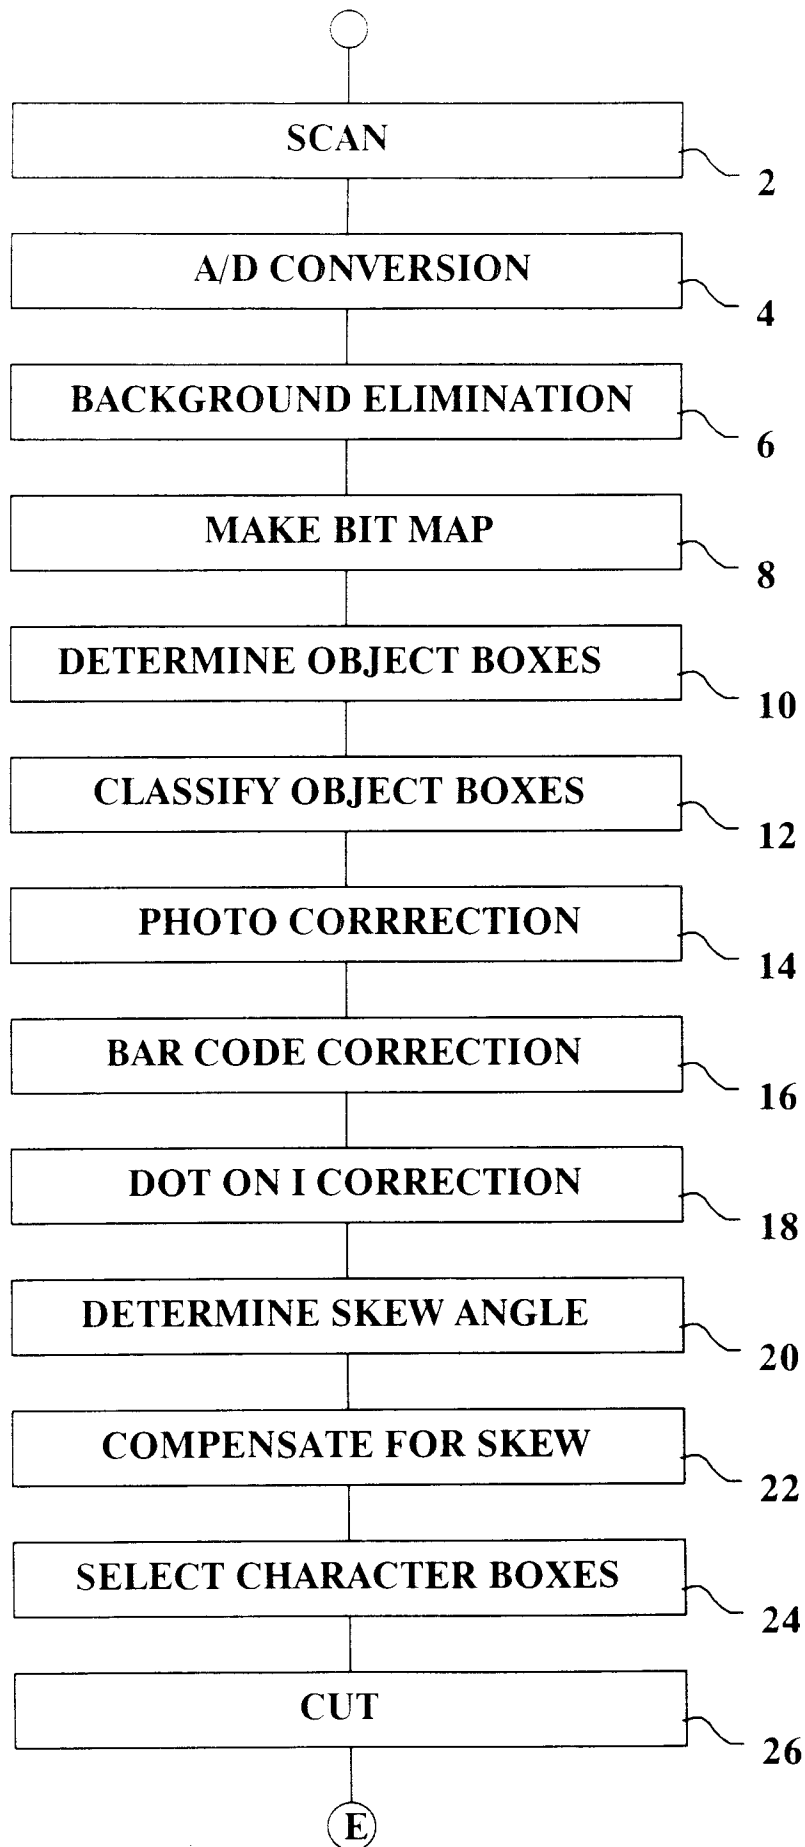 SCAN
2
A/D CONVERSION
4
BACKGROUND ELIMINATION
6
MAKE BIT MAP
8
DETERMINE OBJECT BOXES
10
CLASSIFY OBJECT BOXES
12
PHOTO CORRRECTION
14
BAR CODE CORRECTION
16
DOT ON I CORRECTION
18
DETERMINE SKEW ANGLE
20
COMPENSATE FOR SKEW
22
SELECT CHARACTER BOXES
24
CUT
26
E